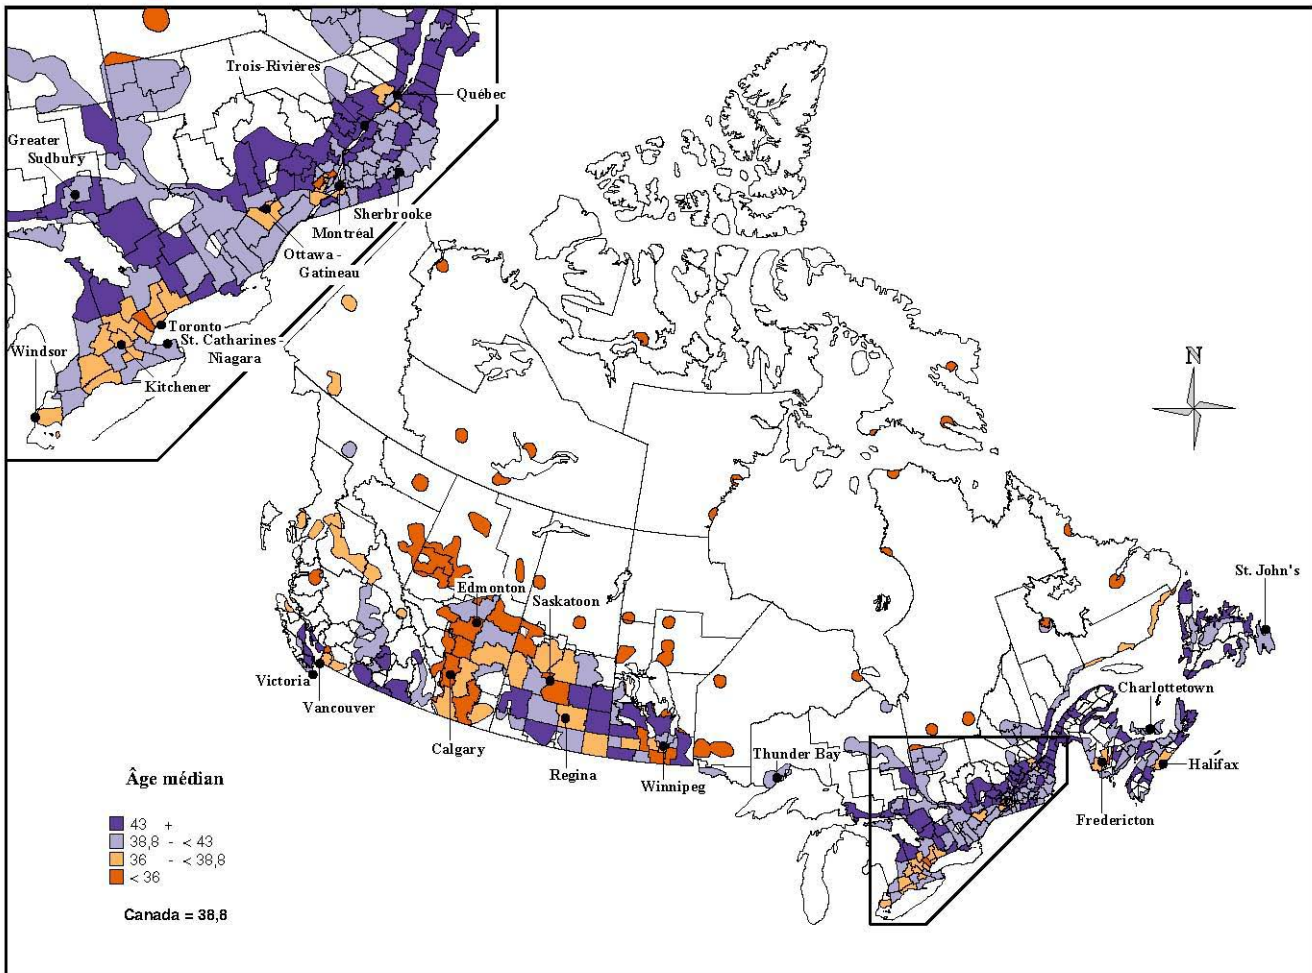 Trois-Rivières
Québec
Greater
Sudbury
Sherbrooke
Montréal
Ottawa -
Gatineau
Toronto
St. Catharines -
Niagara
Windsor
Kitchener
N
Edmonton
Saskatoon
St. John's
Victoria
Vancouver
Charlottetown
Calgary
Regina
Winnipeg
Thunder Bay
Halifax
Fredericton
Âge médian
43 +
38,8 - < 43
36 - < 38,8
< 36
Canada = 38,8